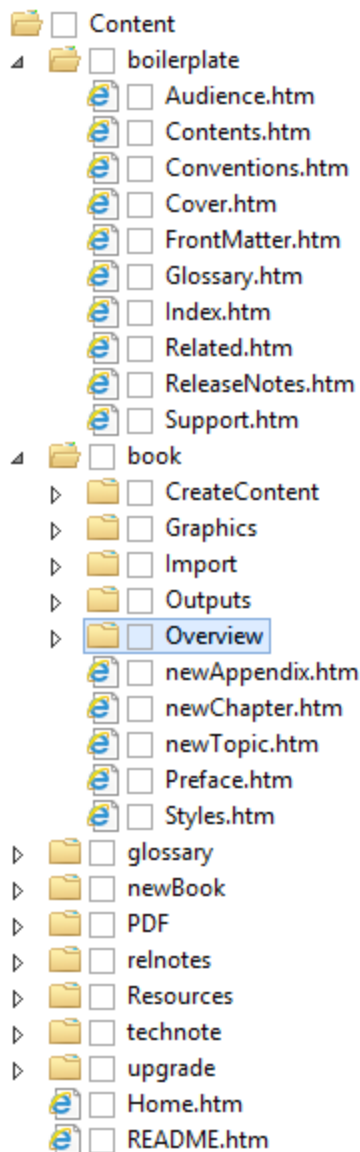 Content
boilerplate
Audience.htm
Contents.htm
Conventions.htm
Cover.htm
FrontMatter.htm
Glossary.htm
Index.htm
Related.htm
ReleaseNotes.htm
Support.htm
book
CreateContent
Graphics
Import
Outputs
Overview
newAppendix.htm
newChapter.htm
newTopic.htm
Preface.htm
Styles.htm
glossary
newBook
PDF
relnotes
Resources
technote
upgrade
Home.htm
README.htm